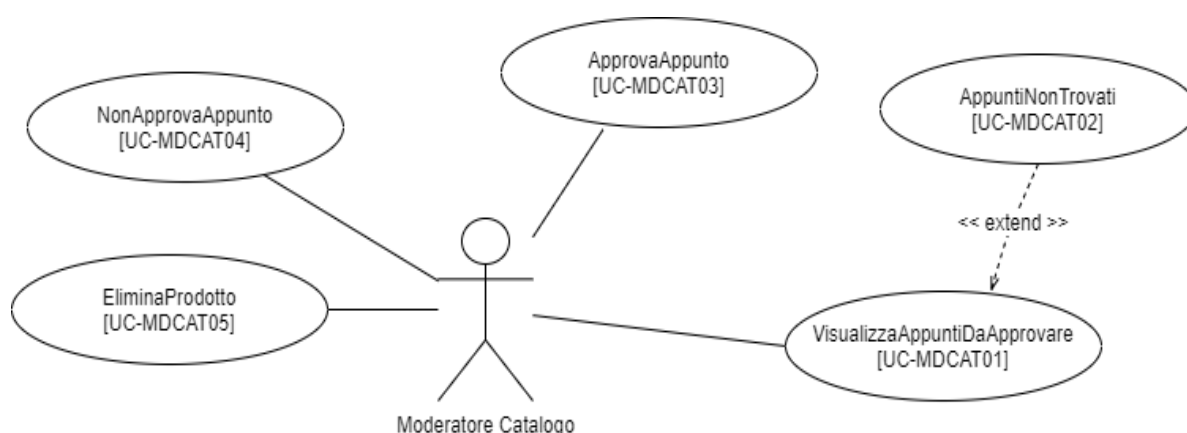 ApprovaAppunto
[UC-MDCAT03]
AppuntiNonTrovati
[UC-MDCAT02]
NonApprovaAppunto
[UC-MDCAT04]
<< extend >>
EliminaProdotto
[UC-MDCAT05]
VisualizzaAppuntiDaApprovare
[UC-MDCAT01]
Moderatore Catalogo